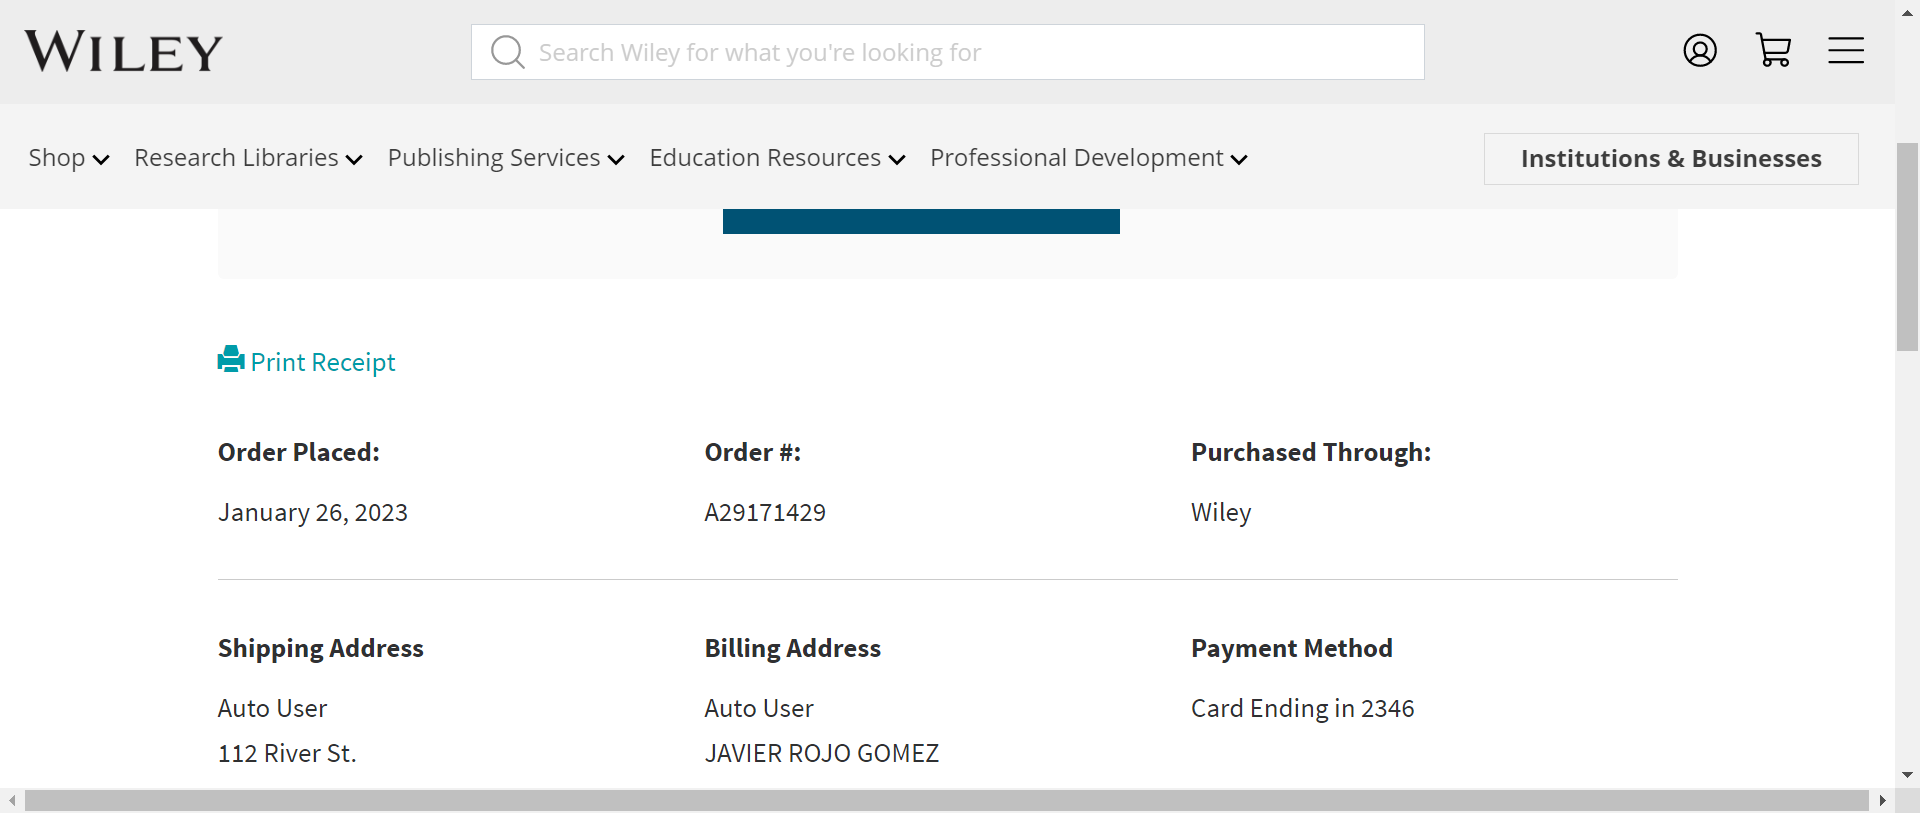 WILEY
Search Wiley for what you're looking for
Shop Research Libraries Publishing Services Education Resources Professional Development Institutions & Businesses
Print Receipt
Order Placed: Order #: Purchased Through:
January 26, 2023 A29171429 Wiley
Shipping Address Billing Address Payment Method
Auto User Auto User Card Ending in 2346
112 River St. JAVIER ROJO GOMEZ